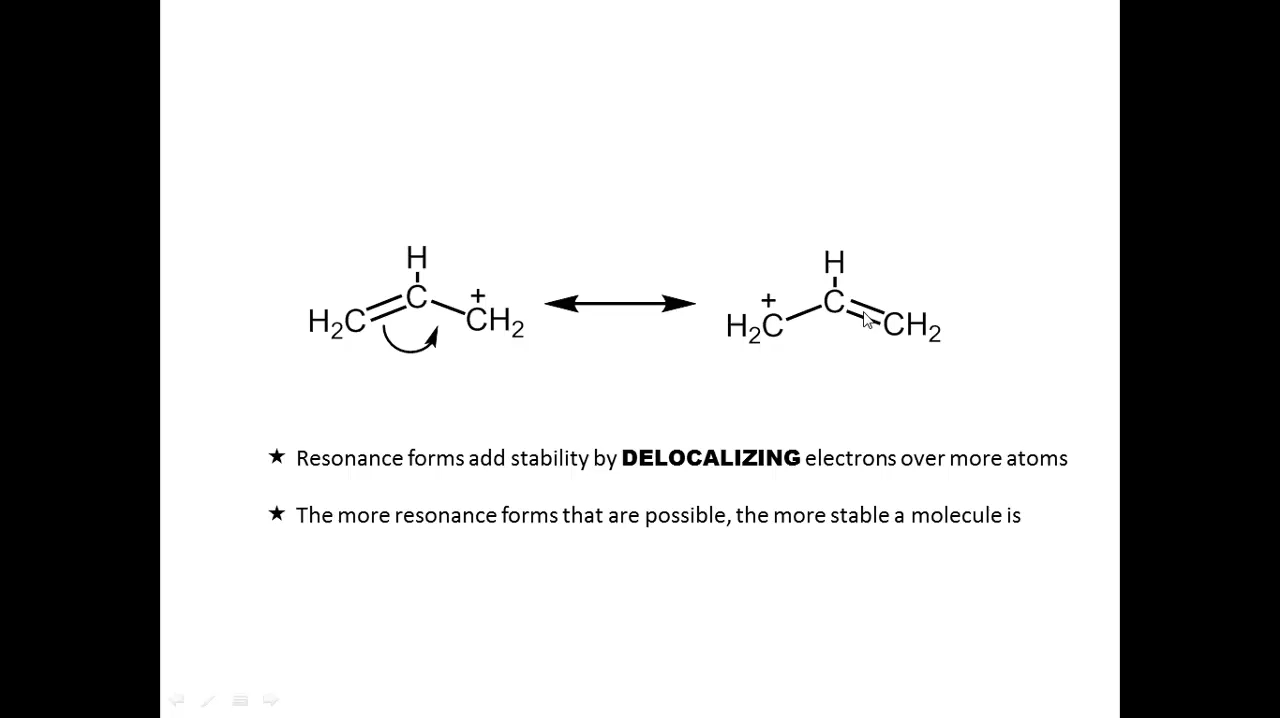 H H
H₂C C + CH₂ + H₂C C CH₂
★ Resonance forms add stability by DELOCALIZING electrons over more atoms
★ The more resonance forms that are possible, the more stable a molecule is